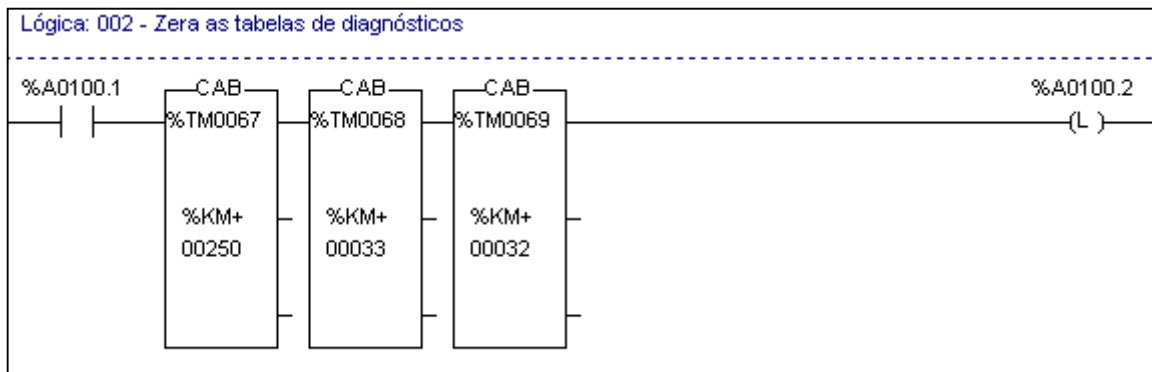 Lógica: 002 - Zera as tabelas de diagnósticos
%A0100.1
CAB
CAB
CAB
%A0100.2
%TM0067
%TM0068
%TM0069
(L )
%KM+
%KM+
%KM+
00250
00033
00032